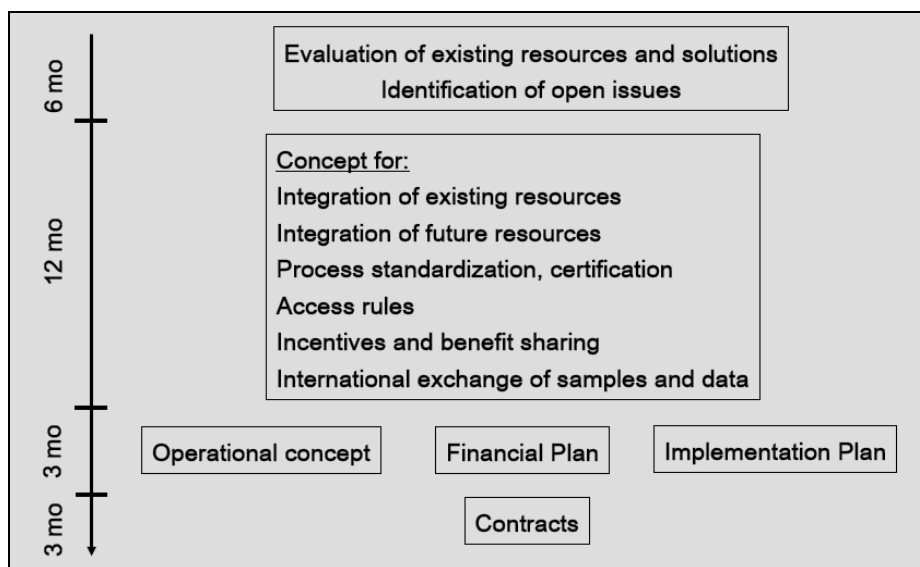 6 mo
Evaluation of existing resources and solutions
Identification of open issues
12 mo
Concept for:
Integration of existing resources
Integration of future resources
Process standardization, certification
Access rules
Incentives and benefit sharing
International exchange of samples and data
3 mo
Operational concept
Financial Plan
Implementation Plan
3 mo
Contracts